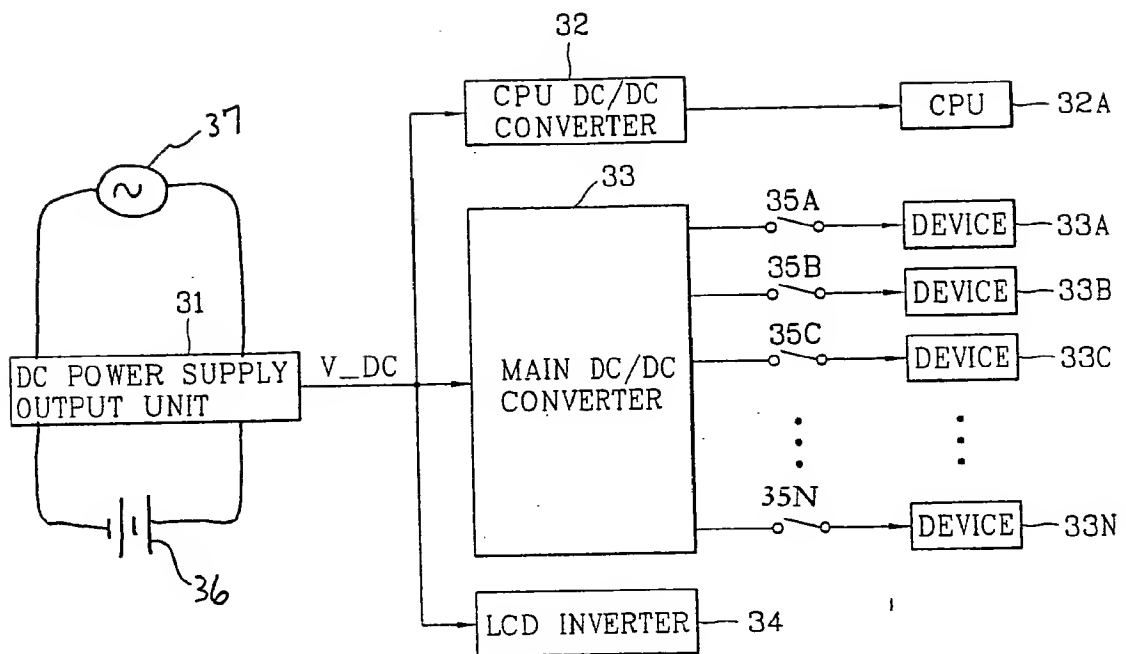 32
CPU DC/DC
CONVERTER
CPU
32A
37
33
35A
DEVICE
33A
35B
DEVICE
33B
31
35C
DEVICE
33C
DC POWER SUPPLY
OUTPUT UNIT
V_DC
MAIN DC/DC
CONVERTER
35N
DEVICE
33N
36
LCD INVERTER
34